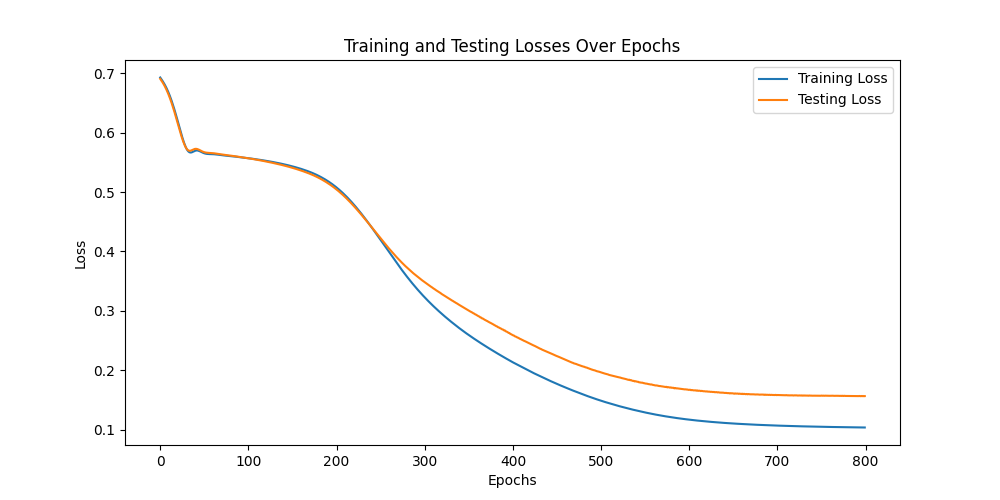 Training and Testing Losses Over Epochs
Training Loss
Testing Loss
Loss
0.7
0.6
0.5
0.4
0.3
0.2
0.1
0 100 200 300 400 500 600 700 800
Epochs